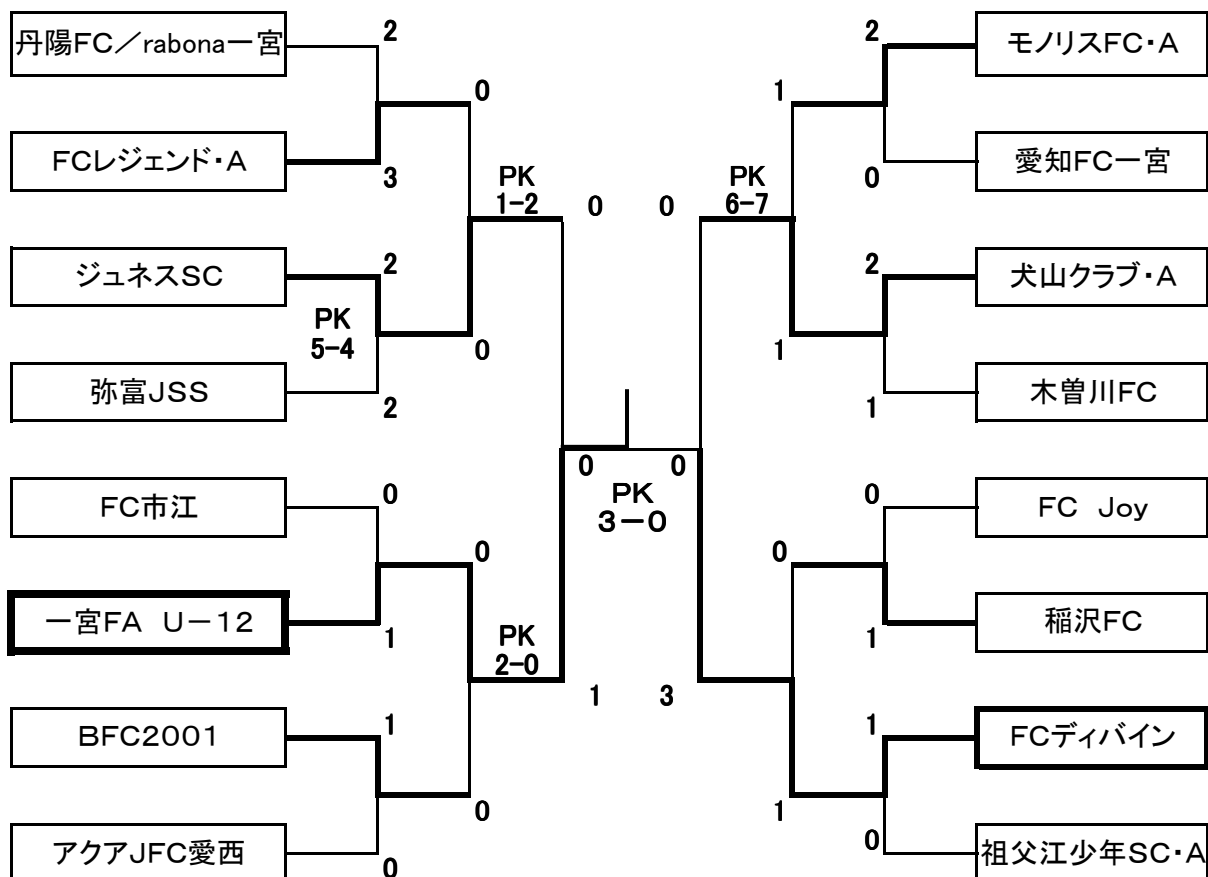 丹陽FC／rabona一宮
2
0
FCレジェンド・A
3
PK
1-2
0
ジュネスSC
2
PK
5-4
0
弥富JSS
2
FC市江
0
0
一宮FA U－12
1
PK
2-0
1
BFC2001
1
0
アクアJFC愛西
0
0
0
PK
3－0
モノリスFC・A
2
1
愛知FC一宮
0
PK
6-7
0
犬山クラブ・A
2
1
木曽川FC
1
FC Joy
0
0
稲沢FC
1
3
FCディバイン
1
1
祖父江少年SC・A
0